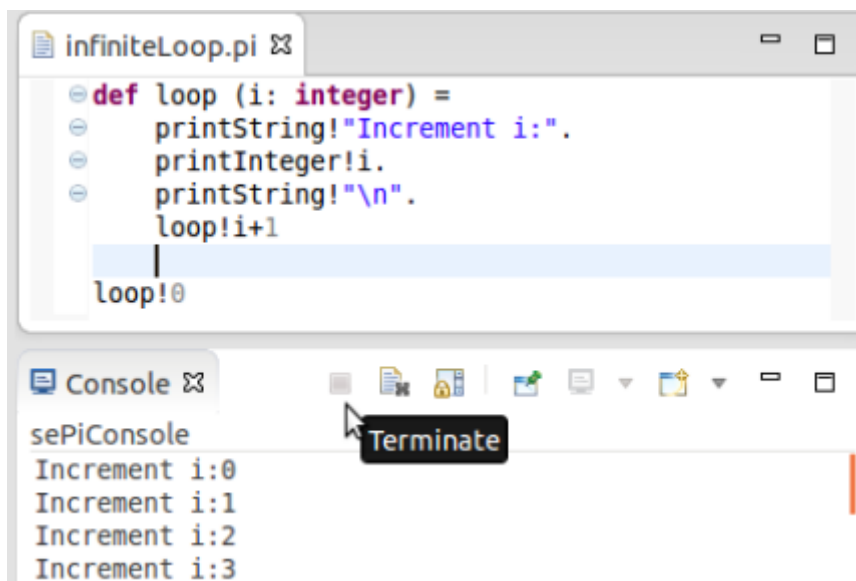 infiniteLoop.pi
def loop (i: integer) =
printString!"Increment i:".
printInteger!i.
printString!"\n".
loop!i+1
loop!0
Console
Terminate
sePiConsole
Increment i:0
Increment i:1
Increment i:2
Increment i:3